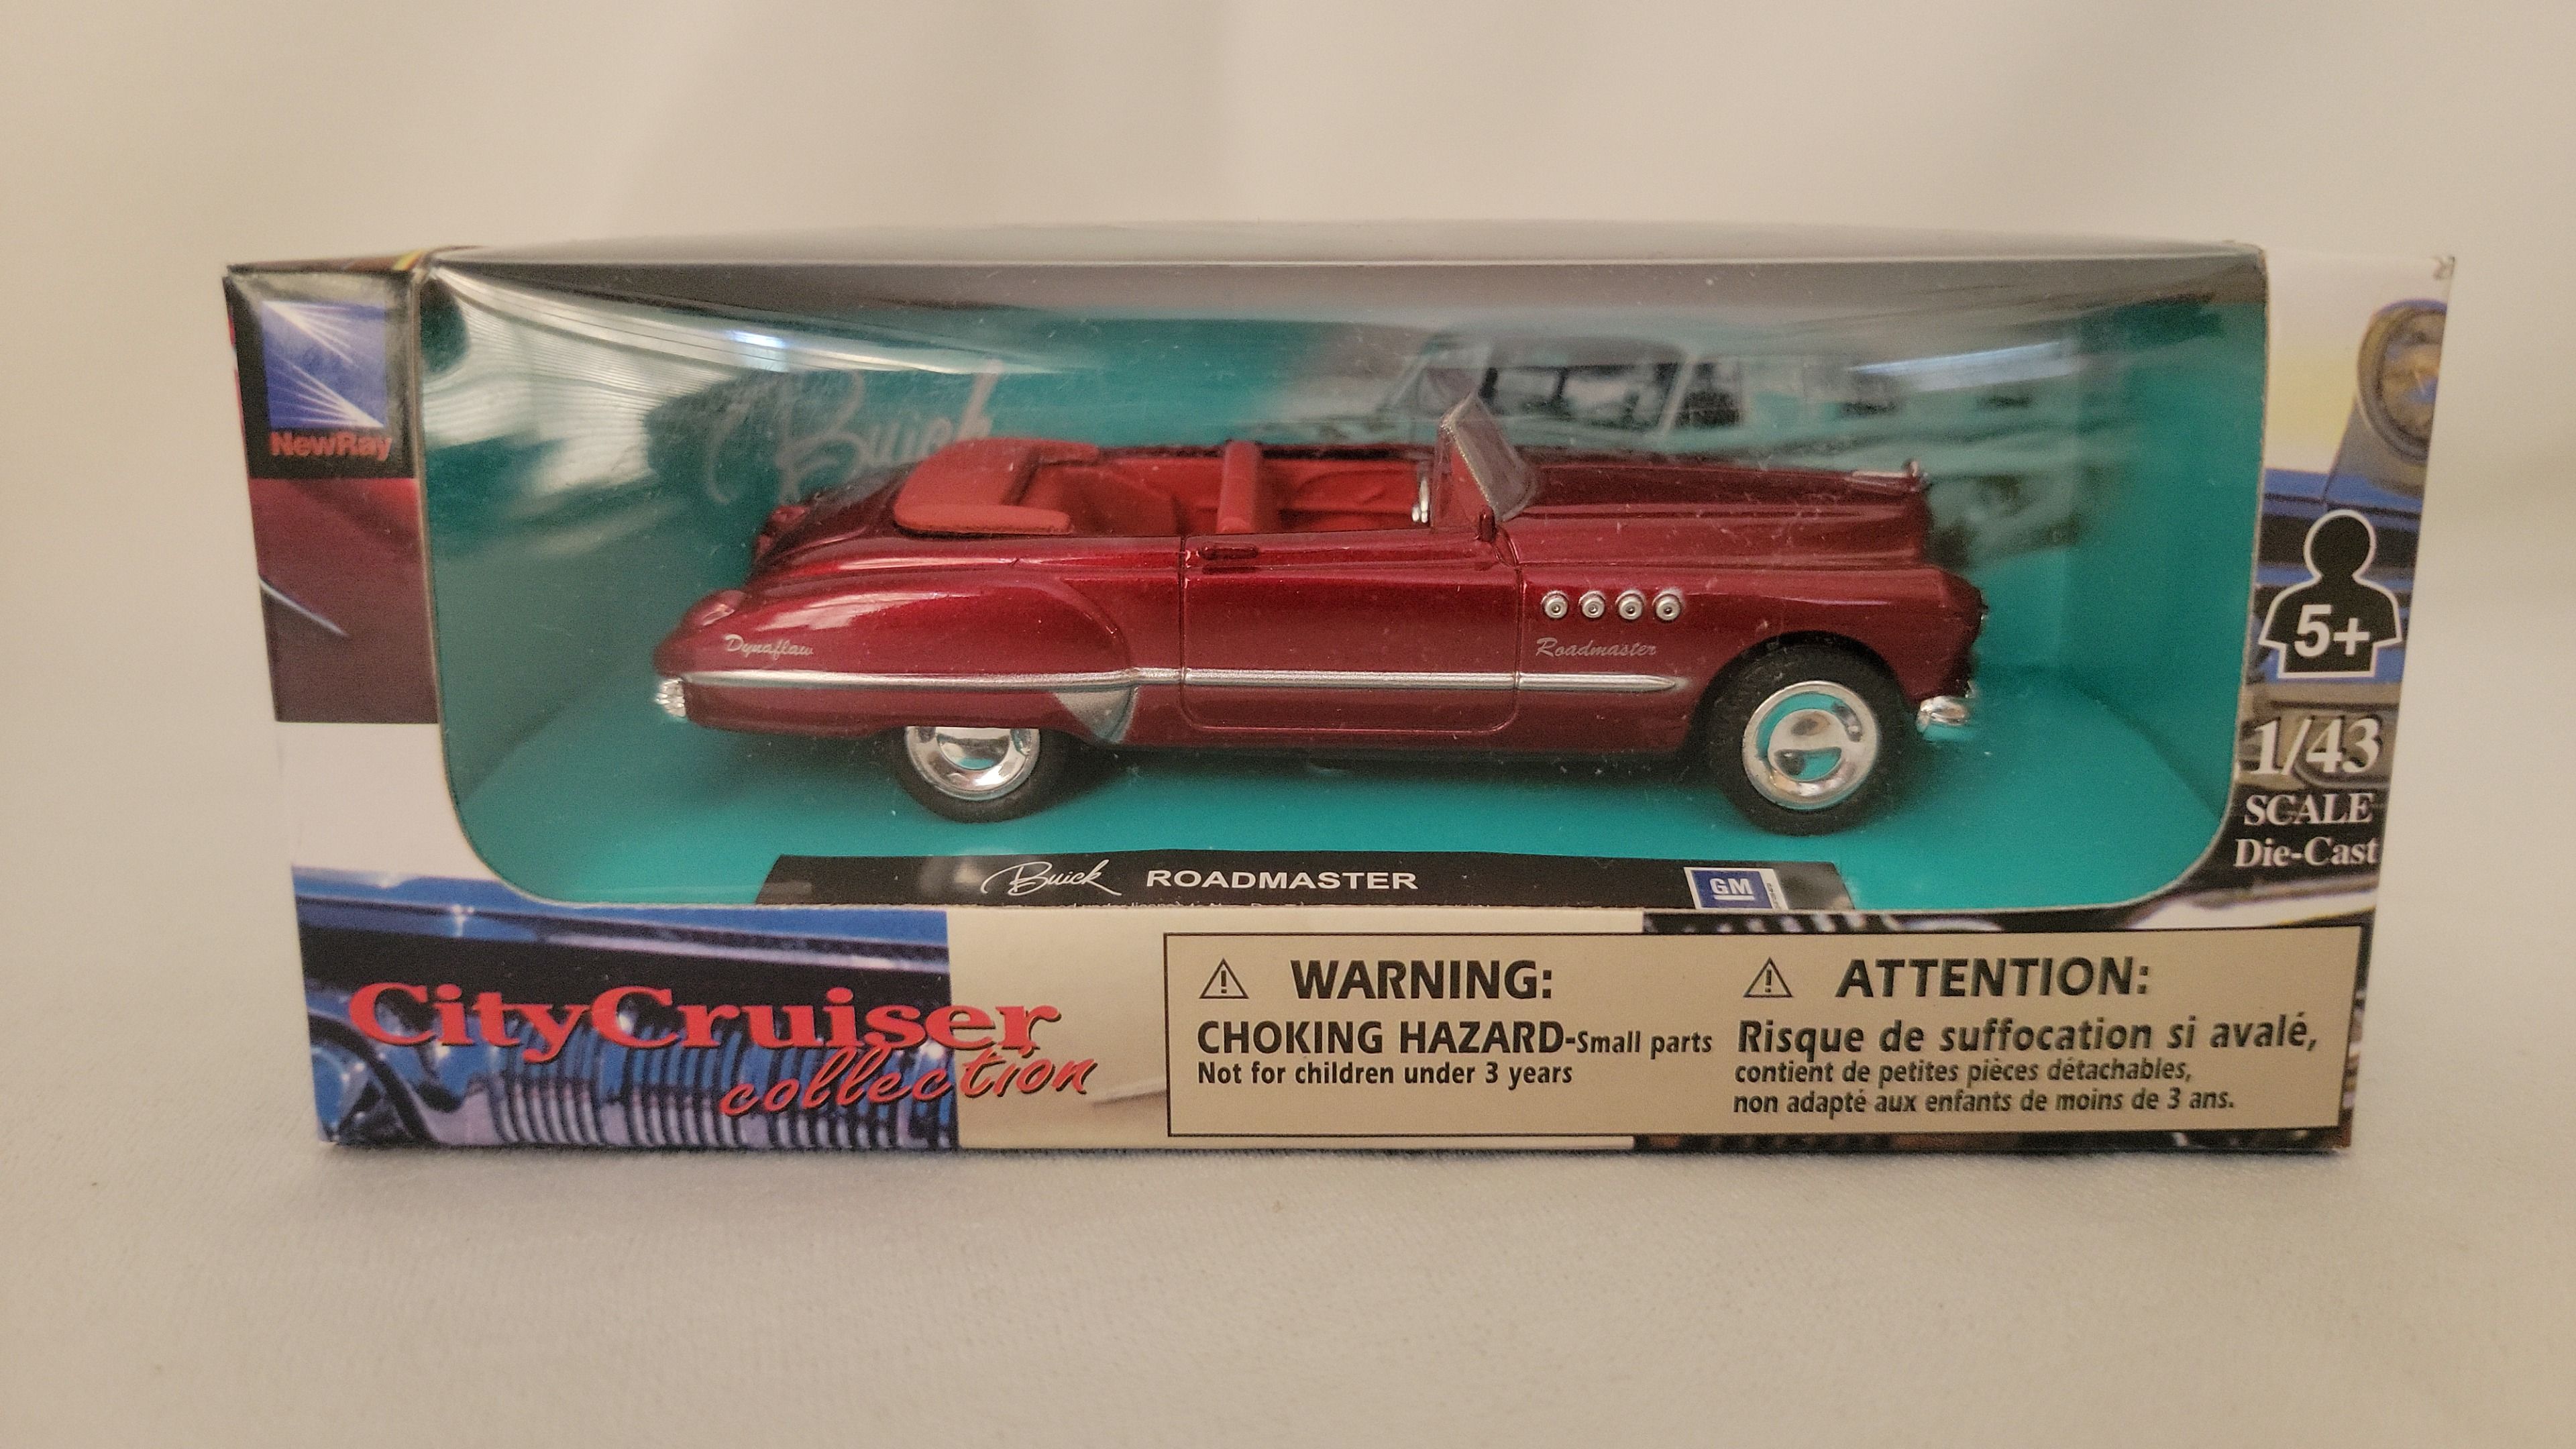 NewRay
Buick
Dynaflow
Roadmaster
5+
1/43
SCALE
Die-Cast
Buick ROADMASTER
GM
CityCruiser
collection
WARNING:
CHOKING HAZARD-Small parts
Not for children under 3 years
ATTENTION:
Risque de suffocation si avalé,
contient de petites pièces détachables,
non adapté aux enfants de moins de 3 ans.